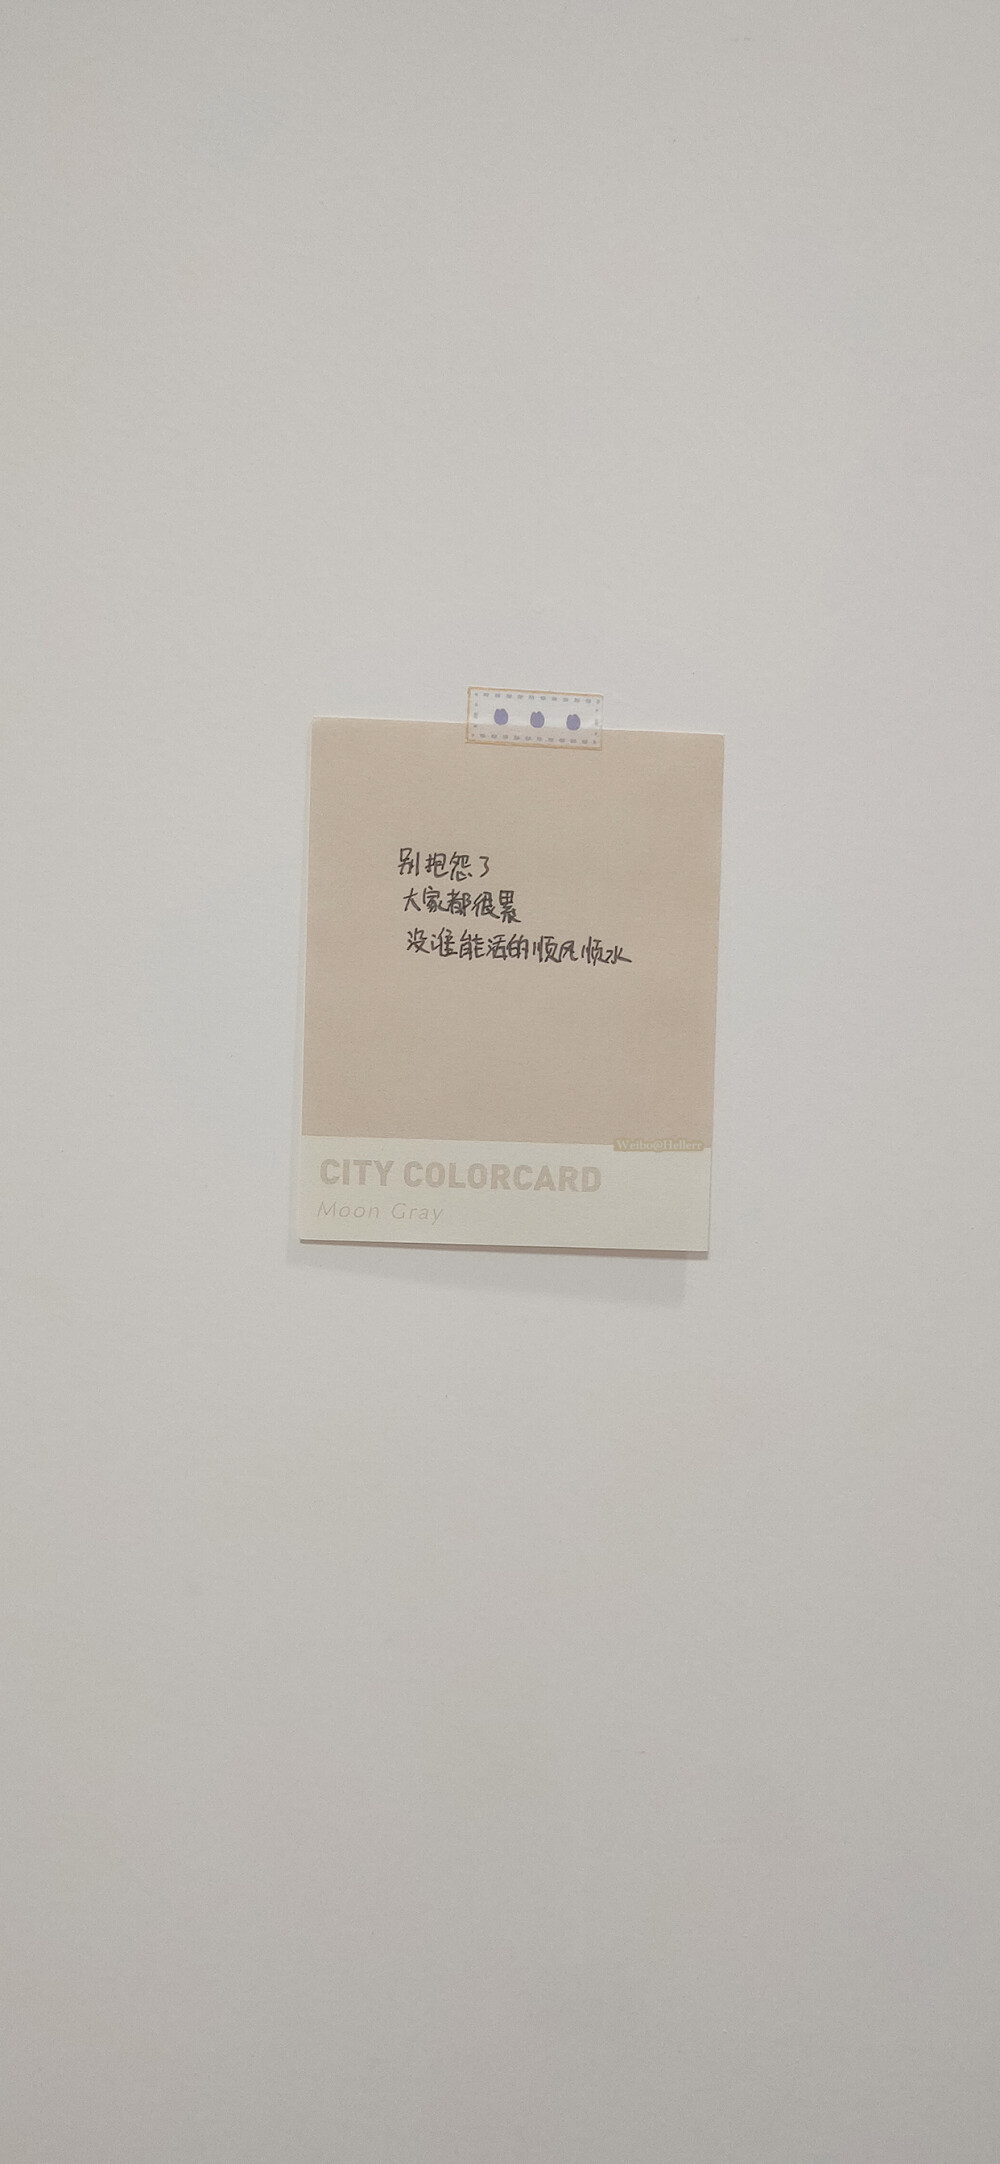 别抱怨了
大家都很累
没谁能活的顺风顺水
Weibo@Hellerr
CITY COLORCARD
Moon Gray